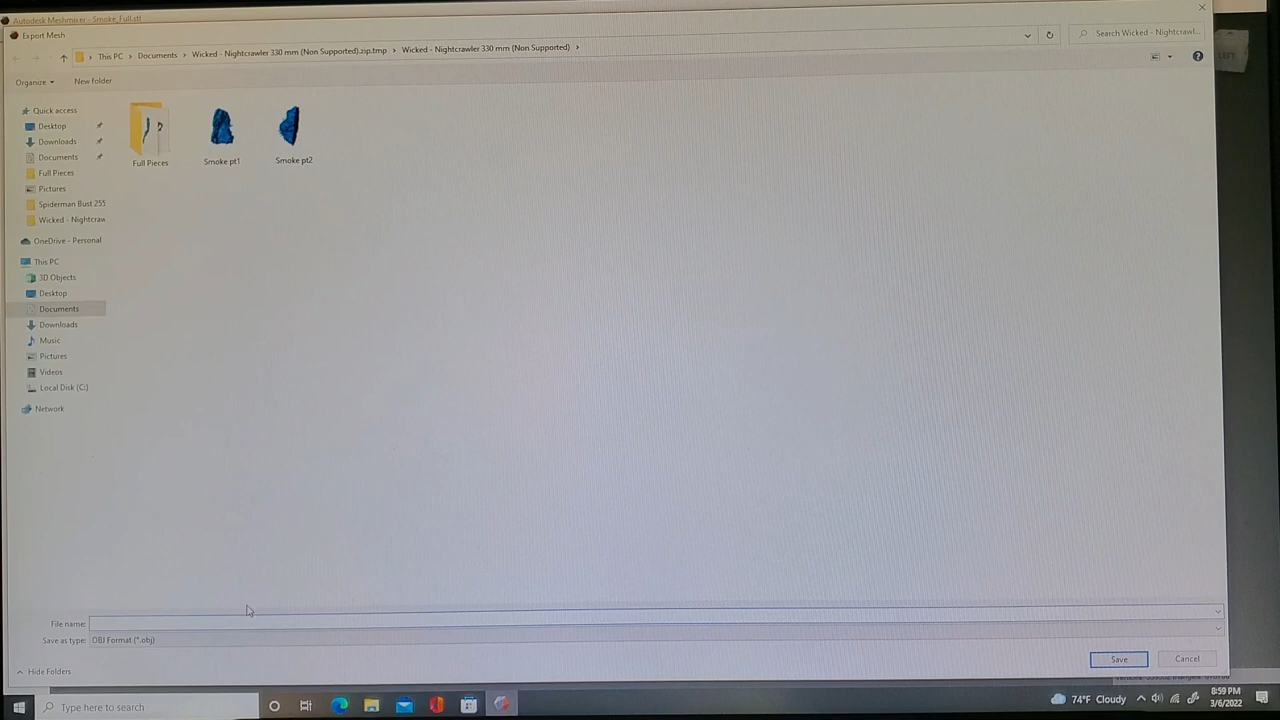 Autodesk Meshmixer - Smoke_Full.stl
Export Mesh
This PC > Documents > Wicked - Nightcrawler 330 mm (Non Supported).zip.tmp > Wicked - Nightcrawler 330 mm (Non Supported) >
Search Wicked - Nightcrawl...
LEFT
Organize
New folder
Quick access
Desktop
Downloads
Documents
Full Pieces
Pictures
Spiderman Bust 255
Wicked - Nightcraw
OneDrive - Personal
This PC
3D Objects
Desktop
Documents
Downloads
Music
Pictures
Videos
Local Disk (C:)
Network
Full Pieces
Smoke pt1
Smoke pt2
File name:
Save as type: OBJ Format (*.obj)
Hide Folders
Save
Cancel
Type here to search
74°F Cloudy
8:59 PM
3/6/2022